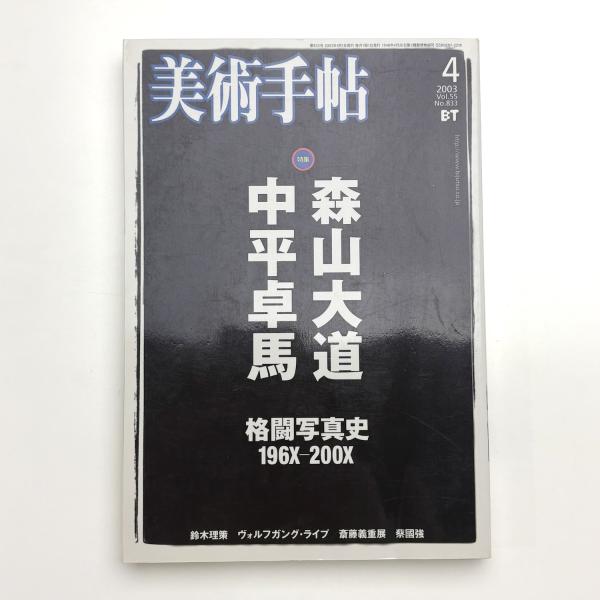 美術手帖
4
2003
Vol.55
No.833
BT
特集
森山大道
中平卓馬
格闘写真史
196X–200X
鈴木理策 ヴォルフガング・ライプ 斎藤義重展 蔡國強